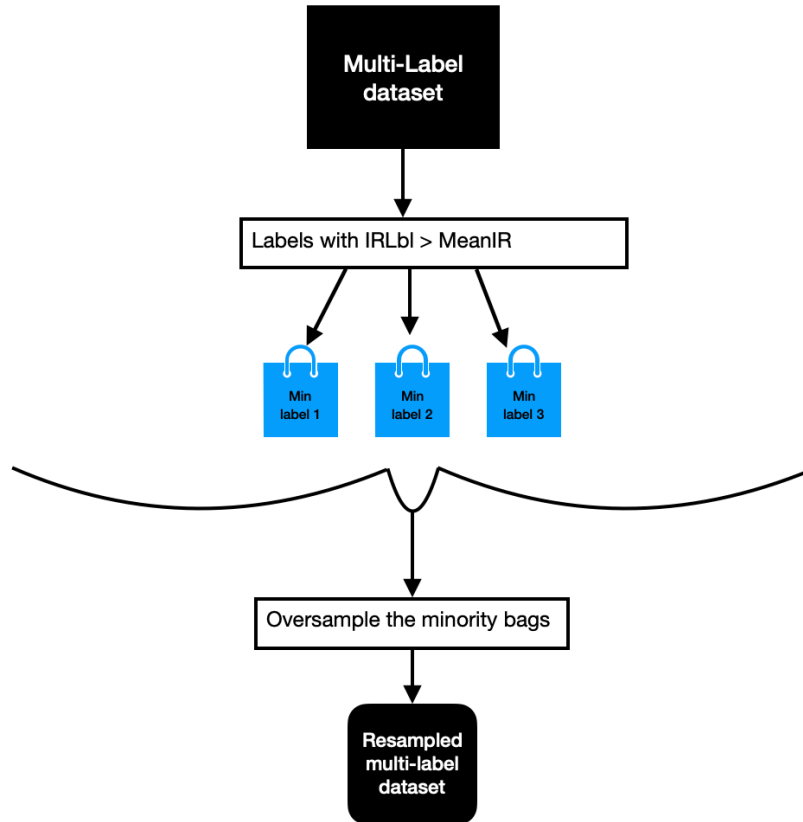 Multi-Label
dataset
Labels with IRLbl > MeanIR
Min
label 1
Min
label 2
Min
label 3
Oversample the minority bags
Resampled
multi-label
dataset